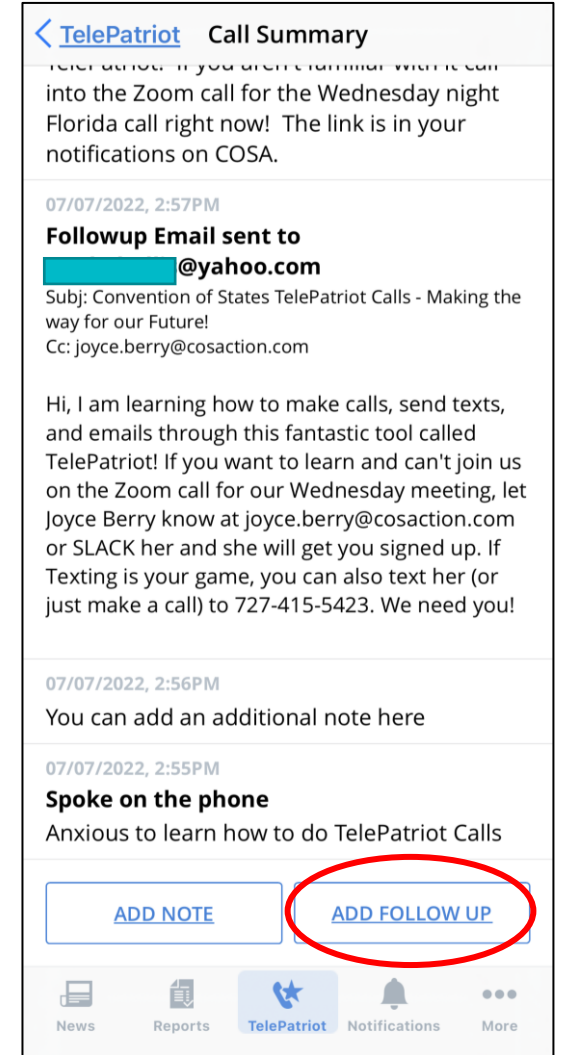 TelePatriot Call Summary
TelePatriot! If you aren't familiar with it call
into the Zoom call for the Wednesday night
Florida call right now! The link is in your
notifications on COSA.
07/07/2022, 2:57PM
Followup Email sent to
@yahoo.com
Subj: Convention of States TelePatriot Calls - Making the
way for our Future!
Cc: joyce.berry@cosaction.com
Hi, I am learning how to make calls, send texts,
and emails through this fantastic tool called
TelePatriot! If you want to learn and can't join us
on the Zoom call for our Wednesday meeting, let
Joyce Berry know at joyce.berry@cosaction.com
or SLACK her and she will get you signed up. If
Texting is your game, you can also text her (or
just make a call) to 727-415-5423. We need you!
07/07/2022, 2:56PM
You can add an additional note here
07/07/2022, 2:55PM
Spoke on the phone
Anxious to learn how to do TelePatriot Calls
ADD NOTE ADD FOLLOW UP
News Reports TelePatriot Notifications More